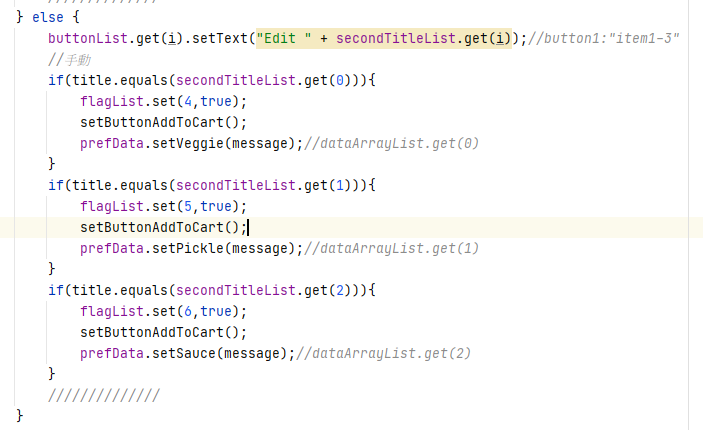 //////////////
} else {
buttonList.get(i).setText("Edit " + secondTitleList.get(i));//button1:"item1-3"
//手動
if(title.equals(secondTitleList.get(0))){
flagList.set(4,true);
setButtonAddToCart();
prefData.setVeggie(message);//dataArrayList.get(0)
}
if(title.equals(secondTitleList.get(1))){
flagList.set(5,true);
setButtonAddToCart();
prefData.setPickle(message);//dataArrayList.get(1)
}
if(title.equals(secondTitleList.get(2))){
flagList.set(6,true);
setButtonAddToCart();
prefData.setSauce(message);//dataArrayList.get(2)
}
//////////////
}